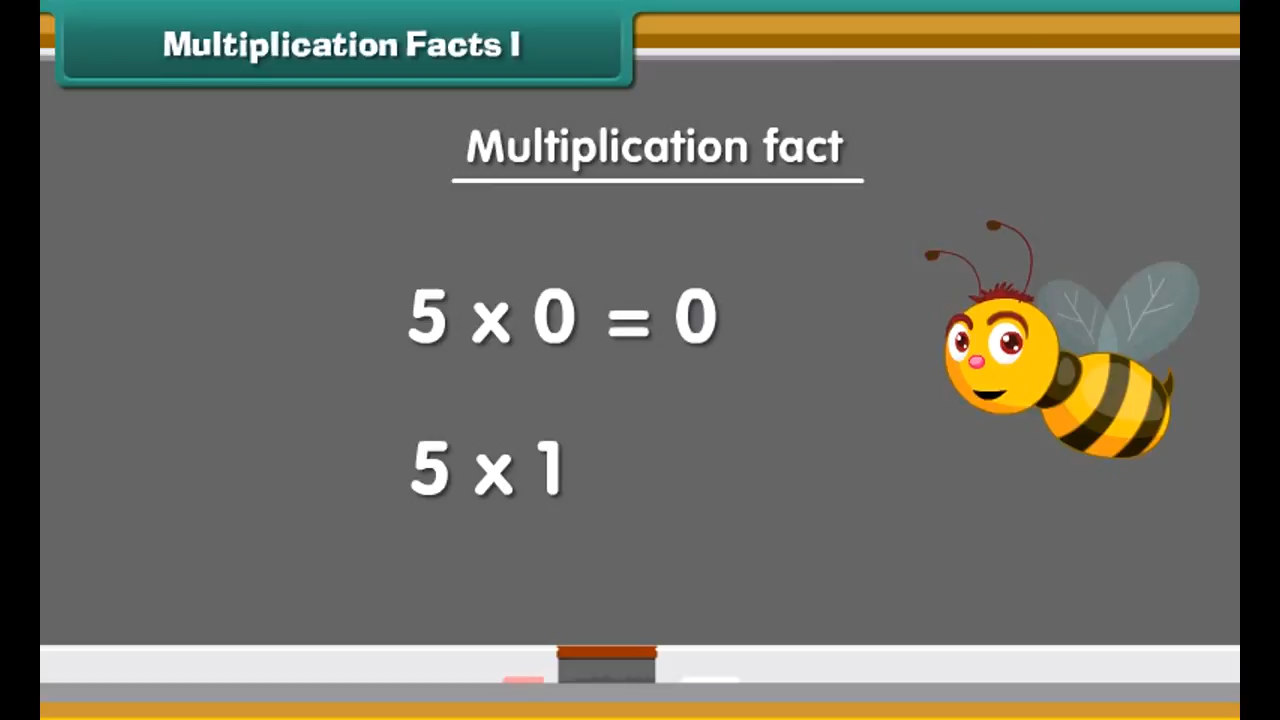 Multiplication Facts I
Multiplication fact
5 x 0 = 0
5 x 1